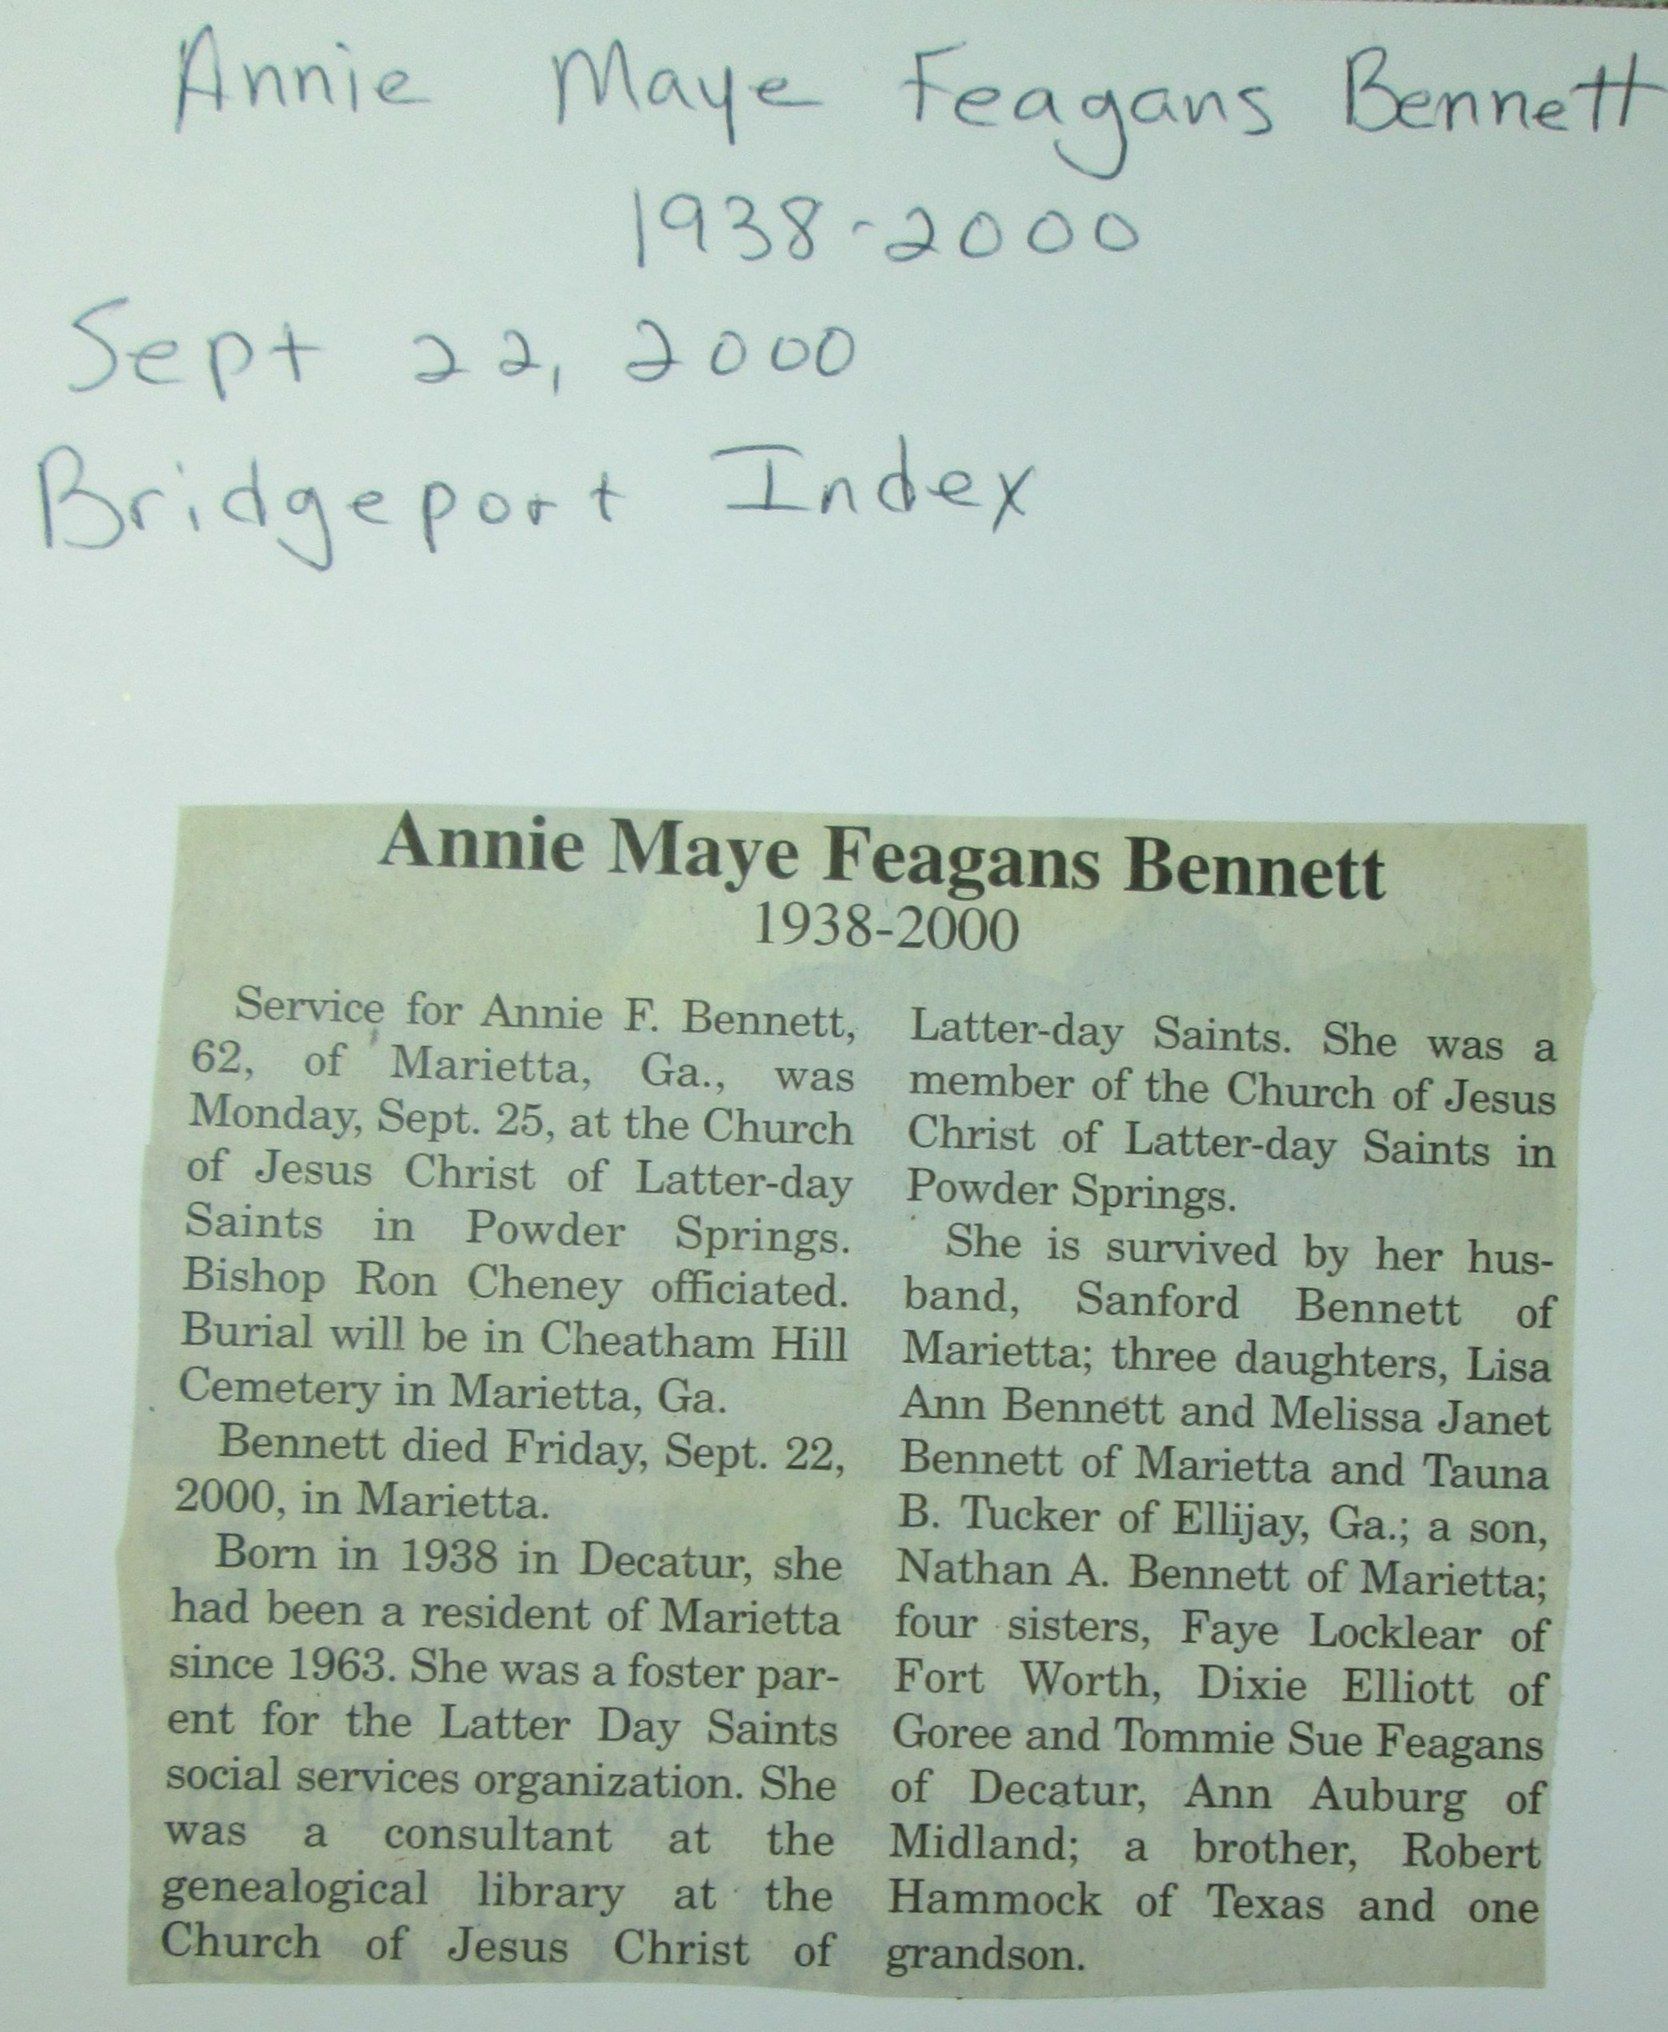 Annie Maye Feagans Bennett
1938-2000
Sept 22, 2000
Bridgeport Index
Annie Maye Feagans Bennett
1938-2000
Service for Annie F. Bennett,
62, of Marietta, Ga., was
Monday, Sept. 25, at the Church
of Jesus Christ of Latter-day
Saints in Powder Springs.
Bishop Ron Cheney officiated.
Burial will be in Cheatham Hill
Cemetery in Marietta, Ga.
Bennett died Friday, Sept. 22,
2000, in Marietta.
Born in 1938 in Decatur, she
had been a resident of Marietta
since 1963. She was a foster par-
ent for the Latter Day Saints
social services organization. She
was a consultant at the
genealogical library at the
Church of Jesus Christ of
Latter-day Saints. She was a
member of the Church of Jesus
Christ of Latter-day Saints in
Powder Springs.
She is survived by her hus-
band, Sanford Bennett of
Marietta; three daughters, Lisa
Ann Bennett and Melissa Janet
Bennett of Marietta and Tauna
B. Tucker of Ellijay, Ga.; a son,
Nathan A. Bennett of Marietta;
four sisters, Faye Locklear of
Fort Worth, Dixie Elliott of
Goree and Tommie Sue Feagans
of Decatur, Ann Auburg of
Midland; a brother, Robert
Hammock of Texas and one
grandson.